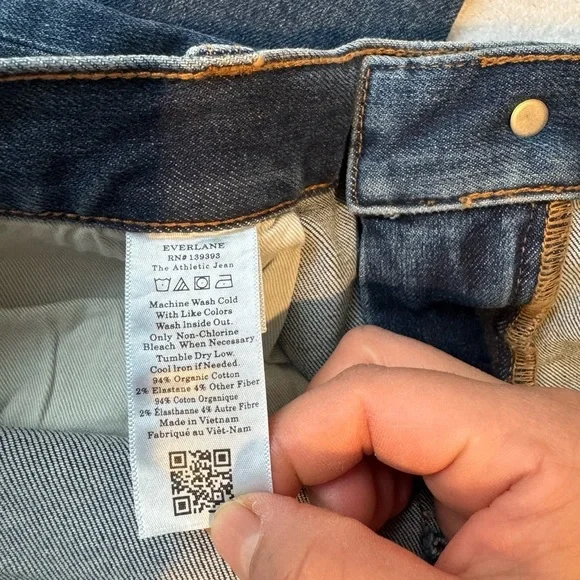 EVERLANE
RN# 139393
The Athletic Jean
Machine Wash Cold
With Like Colors
Wash Inside Out.
Only Non-Chlorine
Bleach When Necessary.
Tumble Dry Low.
Cool Iron if Needed.
94% Organic Cotton
2% Elastane 4% Other Fiber
94% Coton Organique
2% Élasthanne 4% Autre Fibre
Made in Vietnam
Fabriqué au Viêt-Nam